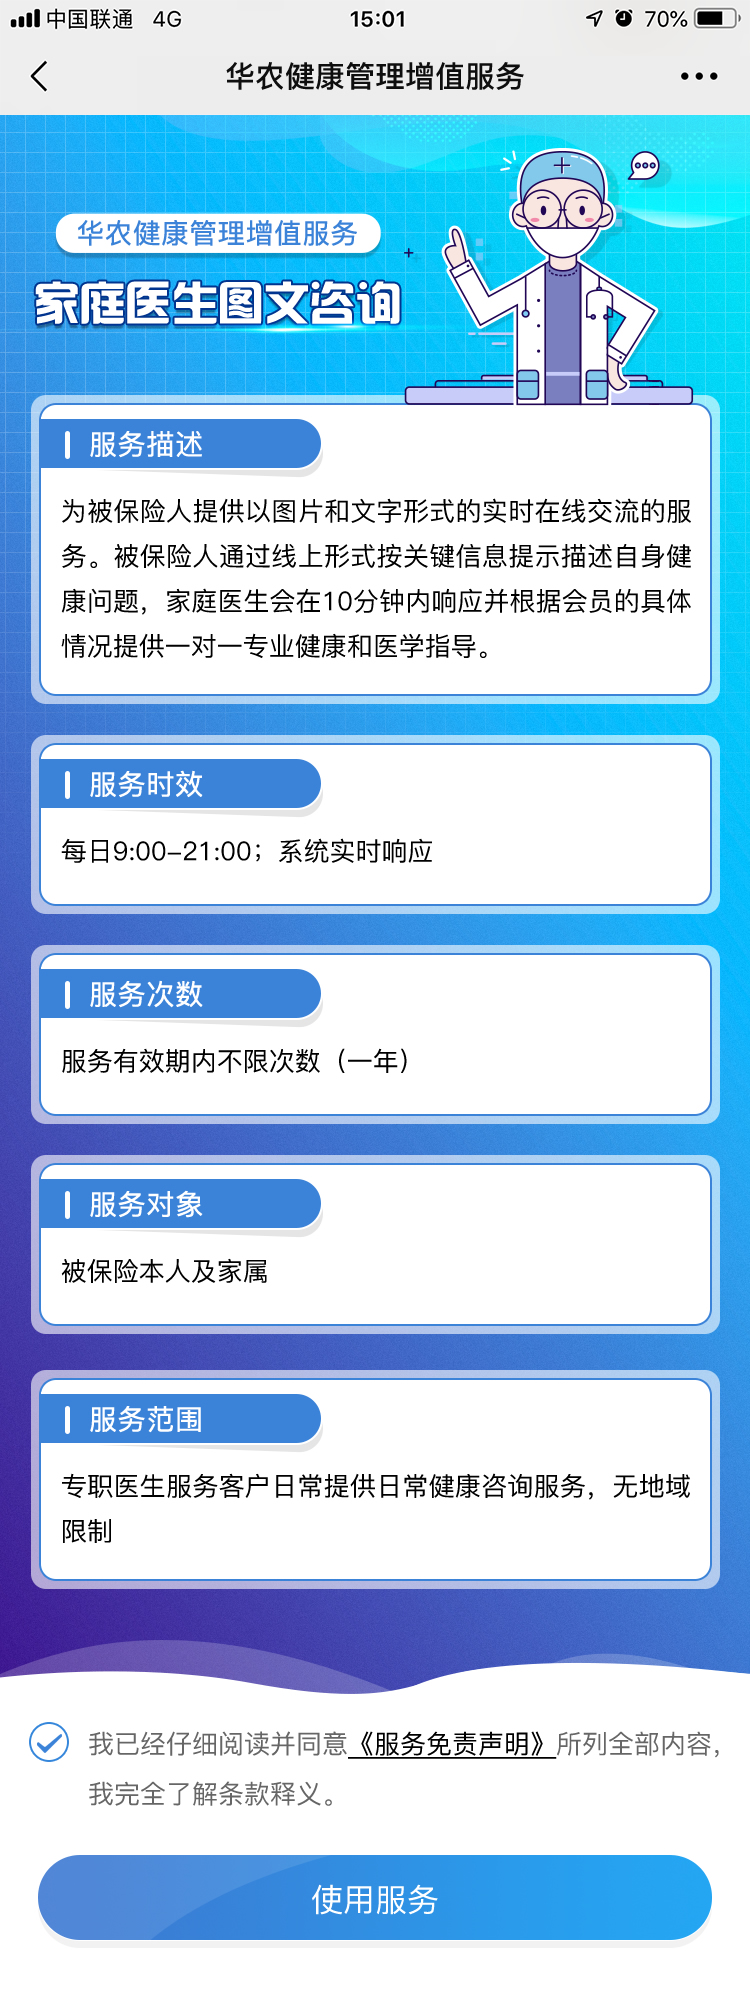 中国联通 4G 15:01 70%
华农健康管理增值服务
华农健康管理增值服务
家庭医生图文咨询
服务描述
为被保险人提供以图片和文字形式的实时在线交流的服
务。被保险人通过线上形式按关键信息提示描述自身健
康问题，家庭医生会在10分钟内响应并根据会员的具体
情况提供一对一专业健康和医学指导。
服务时效
每日9:00–21:00；系统实时响应
服务次数
服务有效期内不限次数（一年）
服务对象
被保险本人及家属
服务范围
专职医生服务客户日常提供日常健康咨询服务，无地域
限制
我已经仔细阅读并同意《服务免责声明》所列全部内容，
我完全了解条款释义。
使用服务